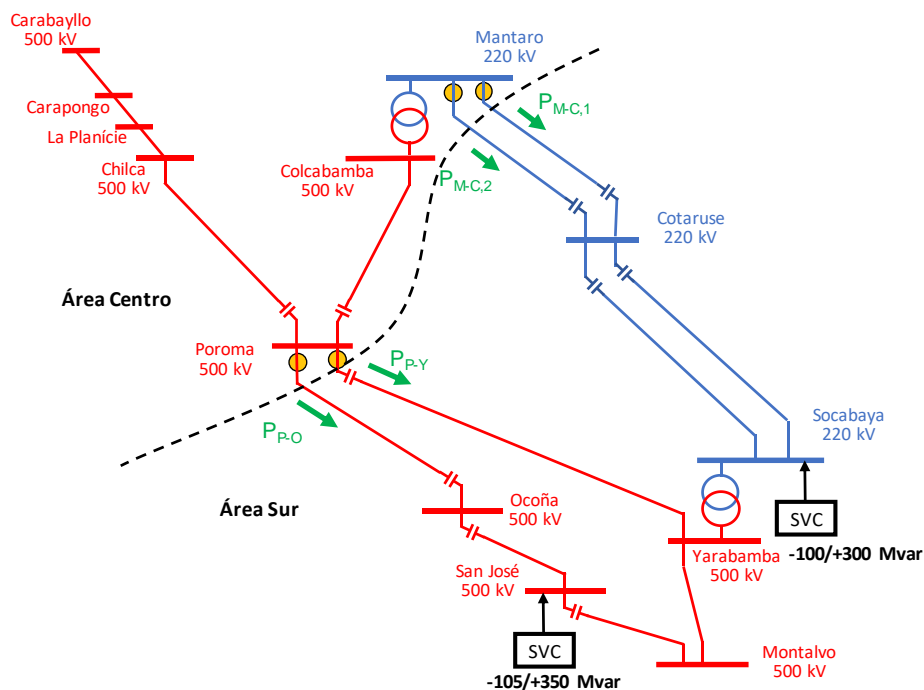 Carabayllo
500 kV
Carapongo
La Planície
Chilca
500 kV
Mantaro
220 kV
P_M-C,1
P_M-C,2
Colcabamba
500 kV
Cotaruse
220 kV
Área Centro
Poroma
500 kV
P_P-Y
P_P-O
Área Sur
Socabaya
220 kV
SVC
-100/+300 Mvar
Ocoña
500 kV
Yarabamba
500 kV
San José
500 kV
SVC
-105/+350 Mvar
Montalvo
500 kV